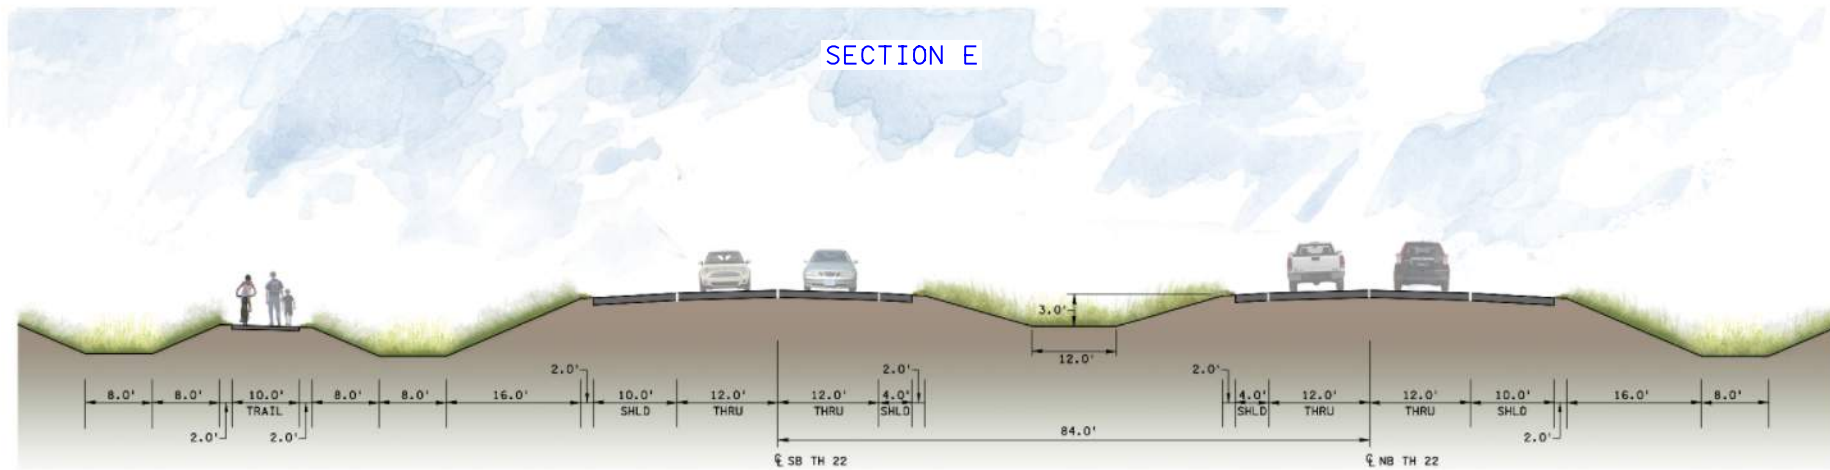 SECTION E
3.0'
12.0'
2.0' 2.0' 2.0'
8.0' 8.0' 10.0' 8.0' 8.0' 16.0' 10.0' 12.0' 12.0' 4.0' 4.0' 12.0' 12.0' 10.0' 16.0' 8.0'
TRAIL SHLD THRU THRU SHLD SHLD THRU THRU SHLD
2.0' 2.0' 84.0' 2.0'
℄ SB TH 22 ℄ NB TH 22